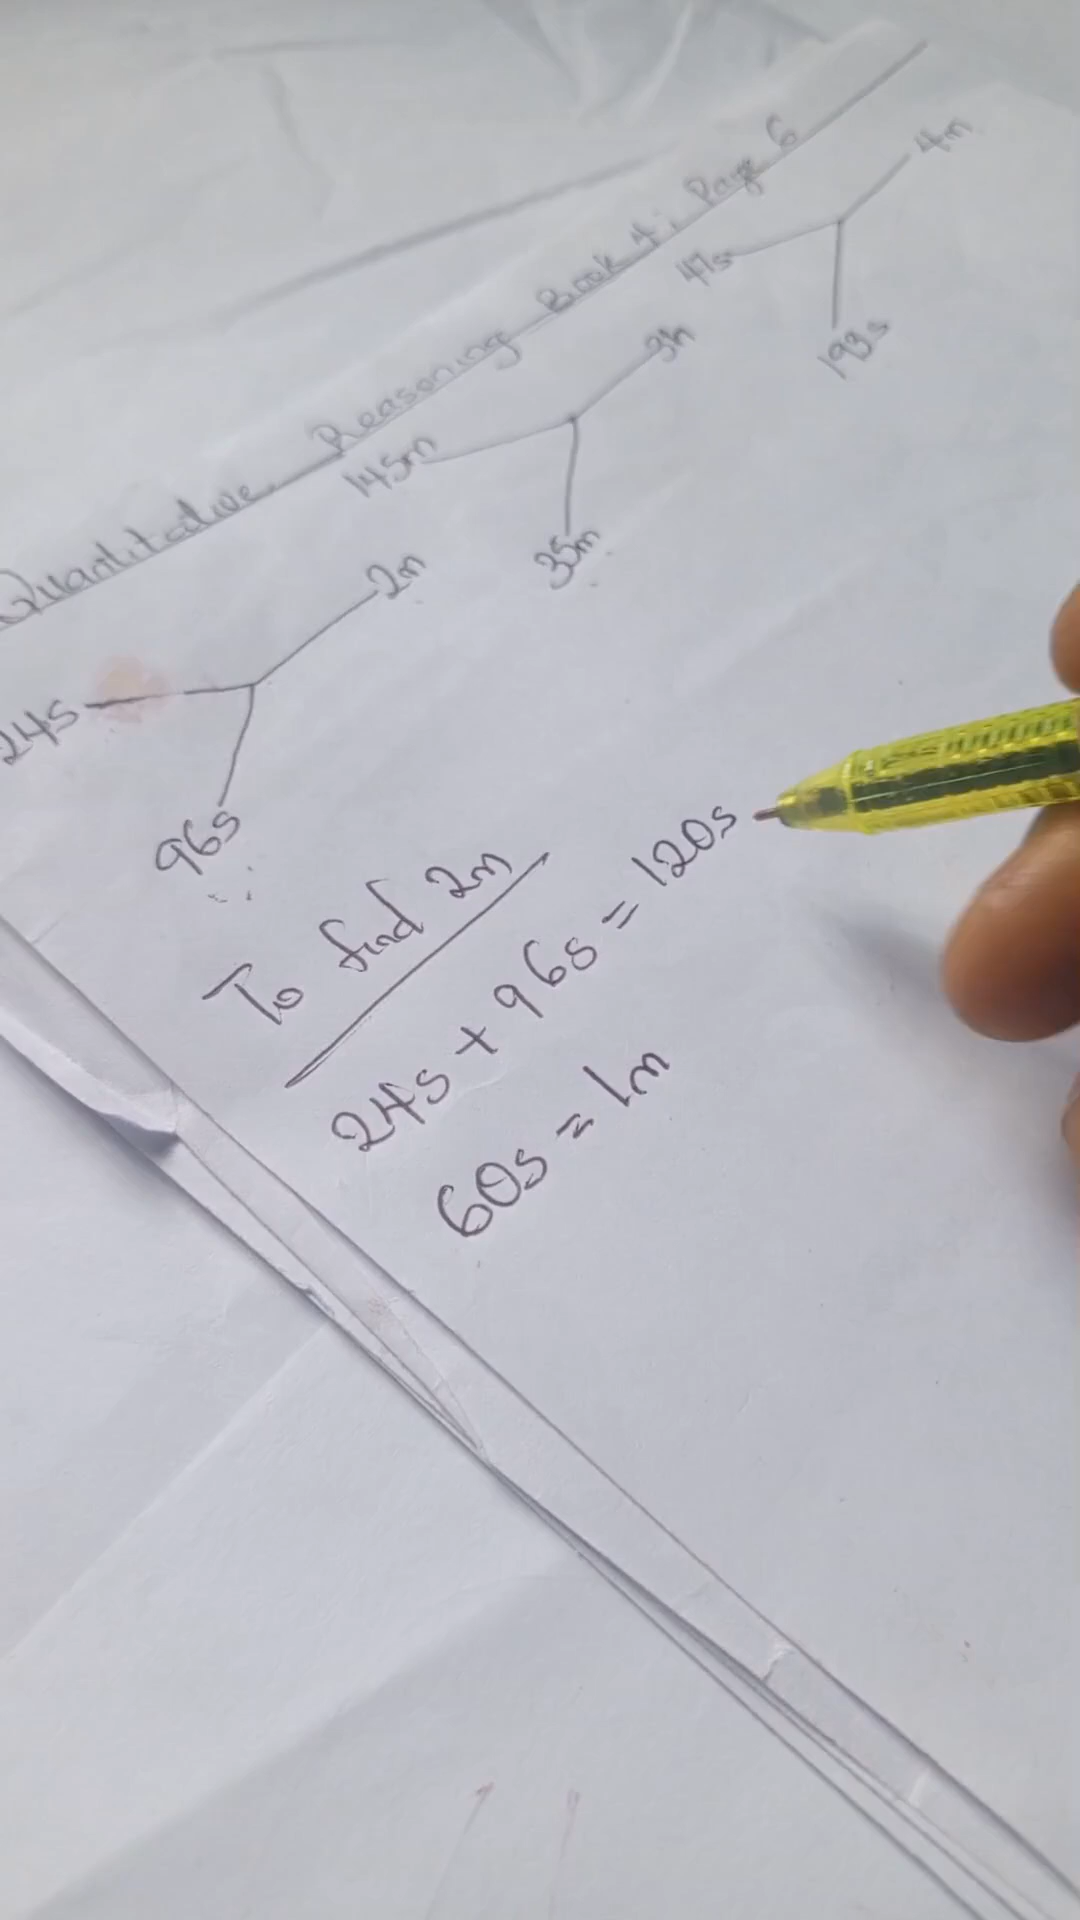 Quantitative Reasoning Book 4; Page 6
24s 2m 96s
145m 3h 35m
47s 4m 193s
To find 2m
24s + 96s = 120s
60s = 1m